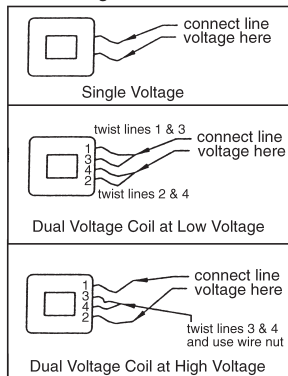 connect line
voltage here
Single Voltage
twist lines 1 & 3
1
3
4
2
connect line
voltage here
twist lines 2 & 4
Dual Voltage Coil at Low Voltage
1
3
4
2
connect line
voltage here
twist lines 3 & 4
and use wire nut
Dual Voltage Coil at High Voltage